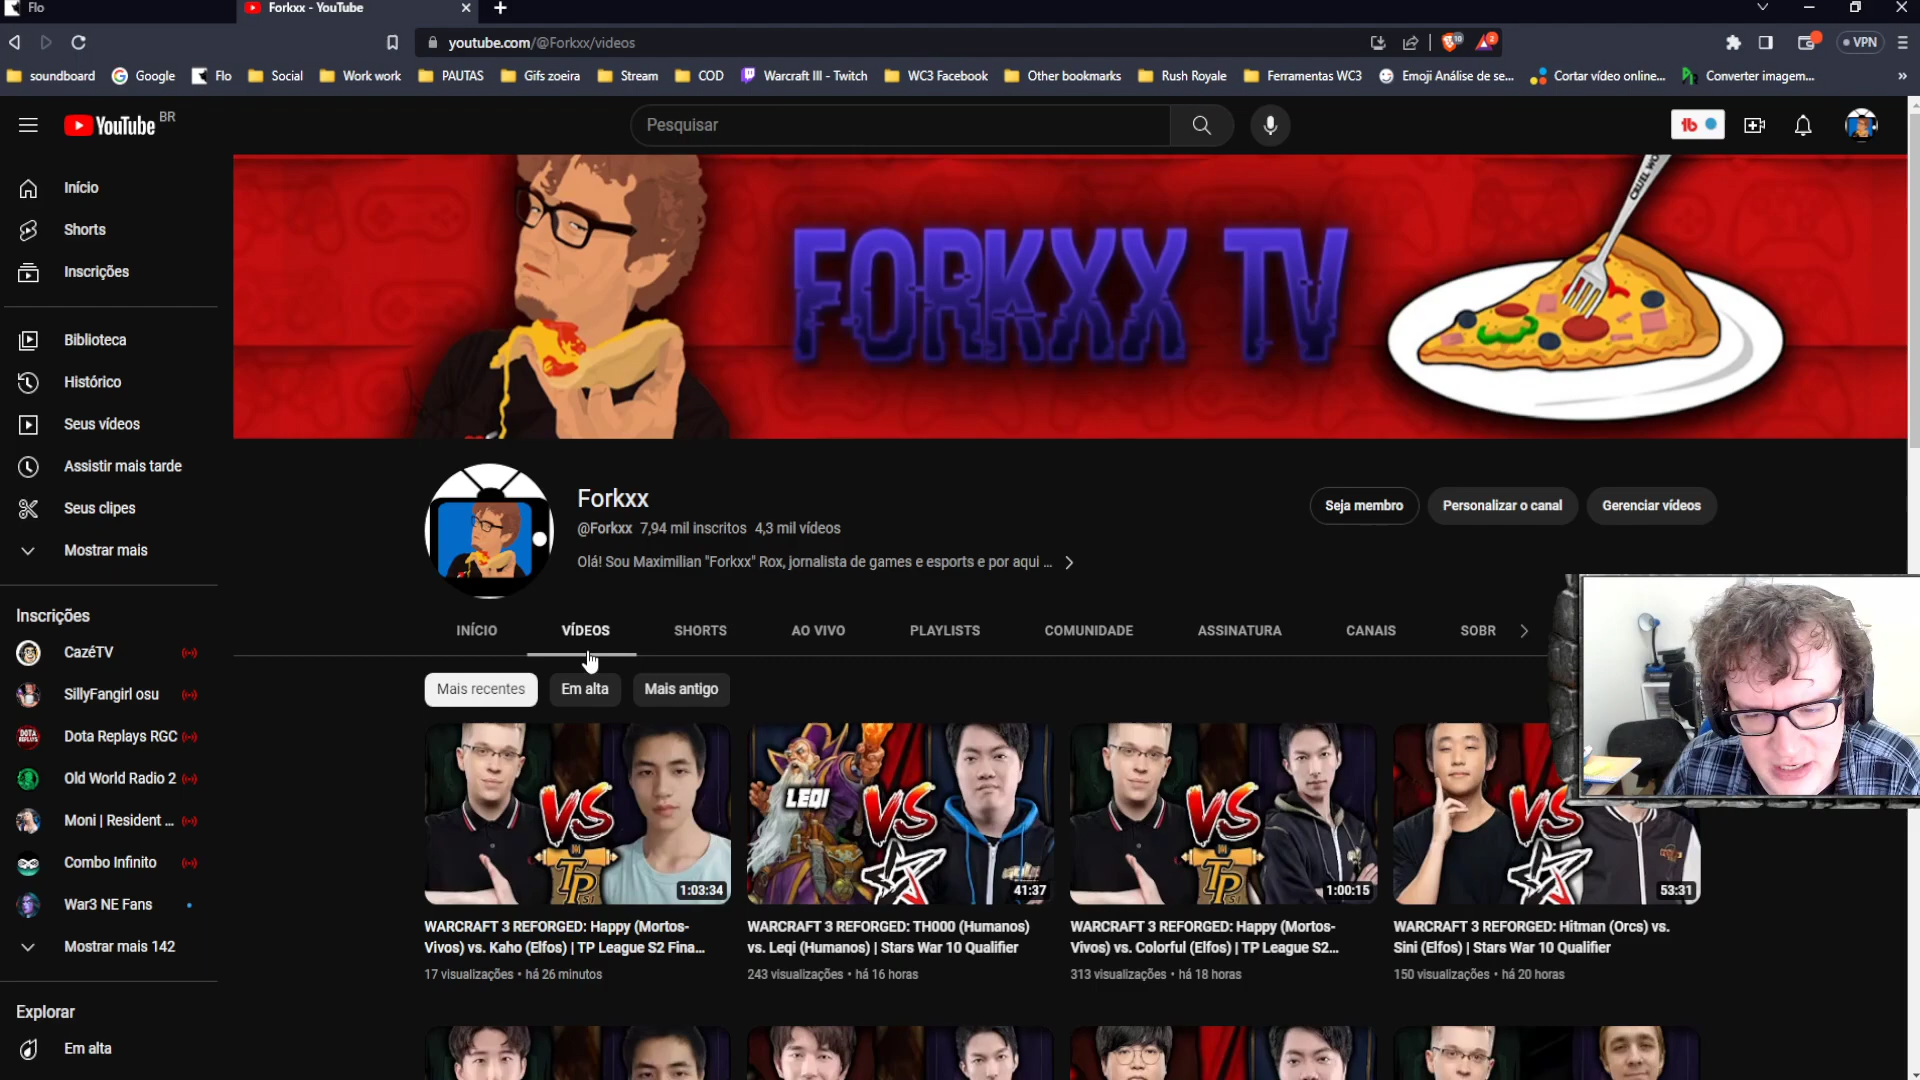 Flo
Forkxx - YouTube
youtube.com/@Forkxx/videos
10
2
VPN
soundboard
Google
Flo
Social
Work work
PAUTAS
Gifs zoeira
Stream
COD
Warcraft III - Twitch
WC3 Facebook
Other bookmarks
Rush Royale
Ferramentas WC3
Emoji Análise de se...
Cortar vídeo online...
Converter imagem...
YouTube BR
Pesquisar
tb
Início
Shorts
Inscrições
Biblioteca
Histórico
Seus vídeos
Assistir mais tarde
Seus clipes
Mostrar mais
Inscrições
CazéTV
SillyFangirl osu
Dota Replays RGC
Old World Radio 2
Moni | Resident ...
Combo Infinito
War3 NE Fans
Mostrar mais 142
Explorar
Em alta
FORKXX TV
Forkxx
@Forkxx 7,94 mil inscritos 4,3 mil vídeos
Olá! Sou Maximilian "Forkxx" Rox, jornalista de games e esports e por aqui ...
Seja membro
Personalizar o canal
Gerenciar vídeos
INÍCIO
VÍDEOS
SHORTS
AO VIVO
PLAYLISTS
COMUNIDADE
ASSINATURA
CANAIS
SOBR
Mais recentes
Em alta
Mais antigo
VS
TP
1:03:34
WARCRAFT 3 REFORGED: Happy (Mortos-
Vivos) vs. Kaho (Elfos) | TP League S2 Fina...
17 visualizações • há 26 minutos
LEQI
VS
41:37
WARCRAFT 3 REFORGED: TH000 (Humanos)
vs. Leqi (Humanos) | Stars War 10 Qualifier
243 visualizações • há 16 horas
VS
TP
1:00:15
WARCRAFT 3 REFORGED: Happy (Mortos-
Vivos) vs. Colorful (Elfos) | TP League S2...
313 visualizações • há 18 horas
VS
53:31
WARCRAFT 3 REFORGED: Hitman (Orcs) vs.
Sini (Elfos) | Stars War 10 Qualifier
150 visualizações • há 20 horas